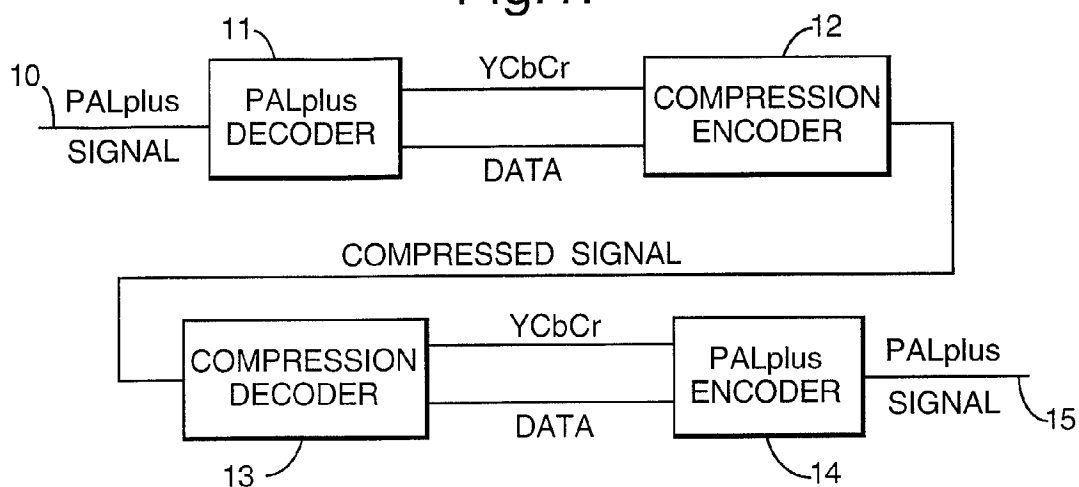 11
12
10
PALplus
SIGNAL
PALplus
DECODER
YCbCr
DATA
COMPRESSION
ENCODER
COMPRESSED SIGNAL
COMPRESSION
DECODER
YCbCr
DATA
PALplus
ENCODER
PALplus
SIGNAL
15
13
14